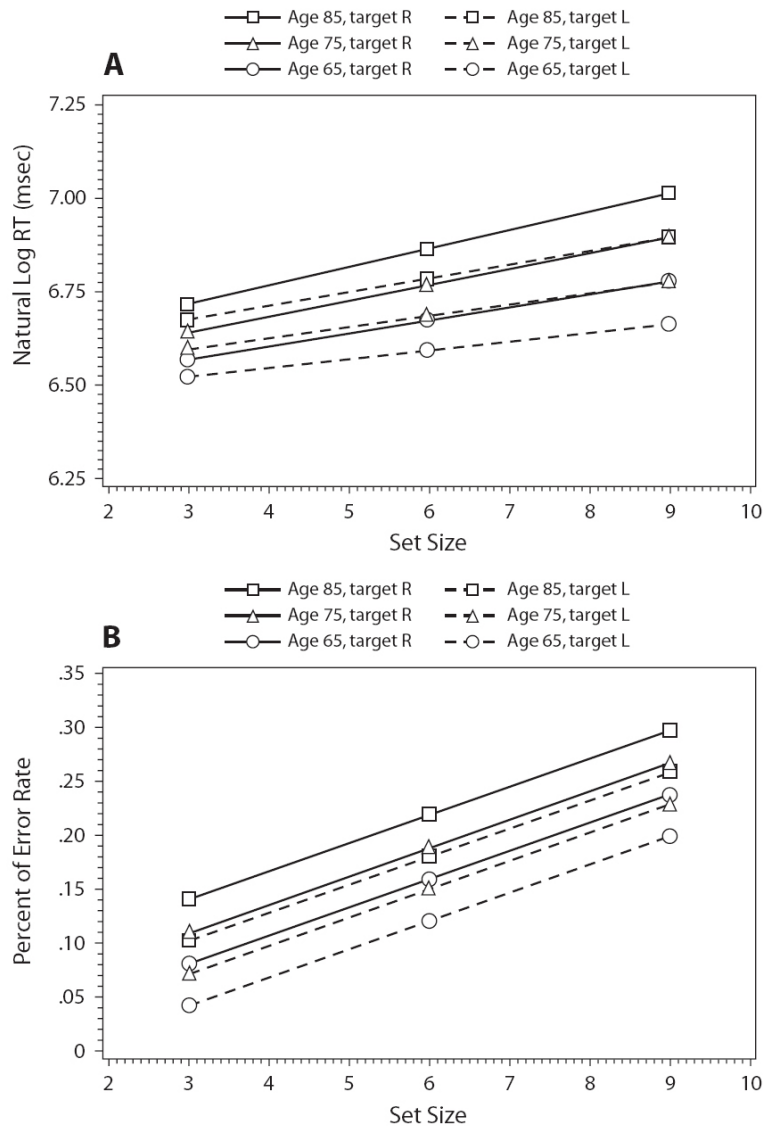 Age 85, target R Age 85, target L
Age 75, target R Age 75, target L
Age 65, target R Age 65, target L
A
7.25
7.00
6.75
6.50
6.25
Natural Log RT (msec)
2 3 4 5 6 7 8 9 10
Set Size
Age 85, target R Age 85, target L
Age 75, target R Age 75, target L
Age 65, target R Age 65, target L
B
.35
.30
.25
.20
.15
.10
.05
0
Percent of Error Rate
2 3 4 5 6 7 8 9 10
Set Size